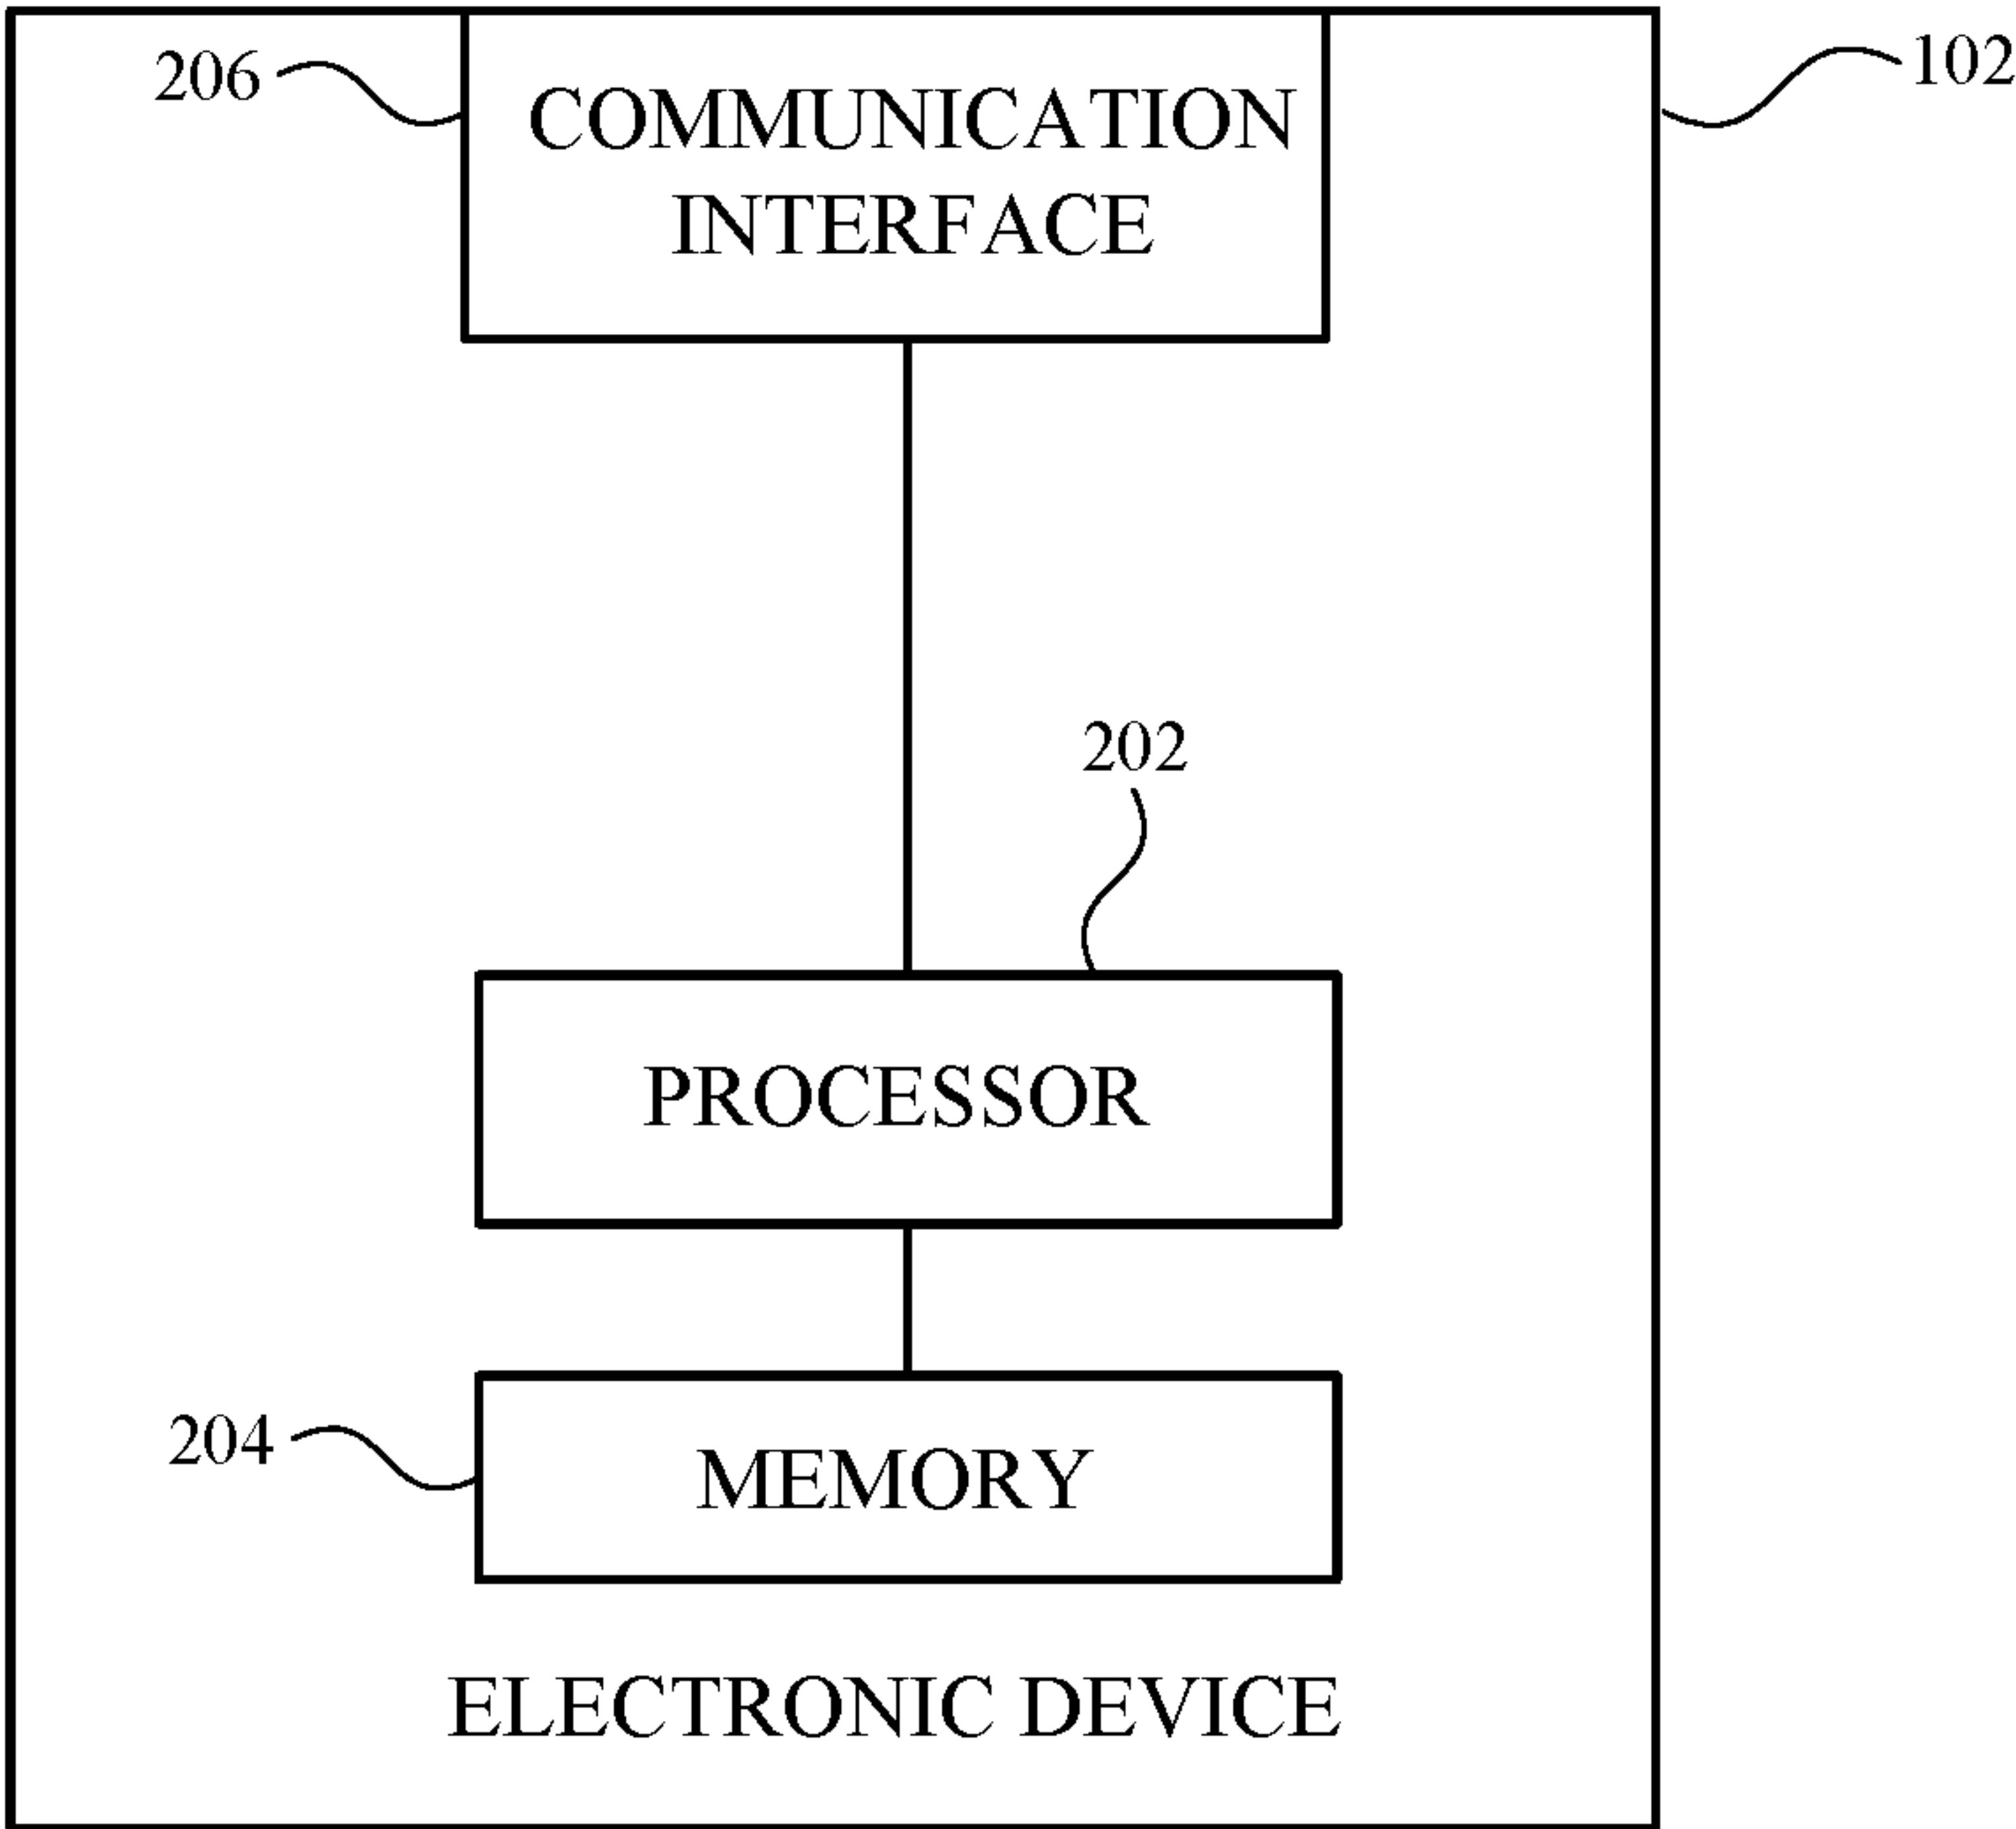 206
102
COMMUNICATION
INTERFACE
202
PROCESSOR
204
MEMORY
ELECTRONIC DEVICE